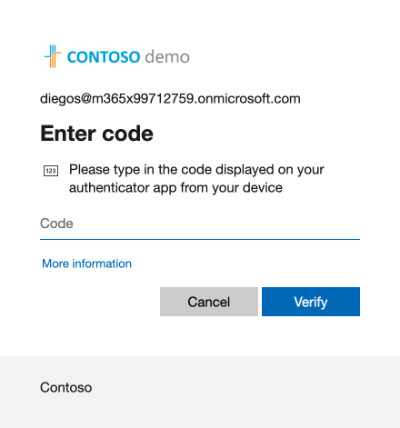 CONTOSO demo
diegos@m365x99712759.onmicrosoft.com
Enter code
123
Please type in the code displayed on your
authenticator app from your device
Code
More information
Cancel
Verify
Contoso